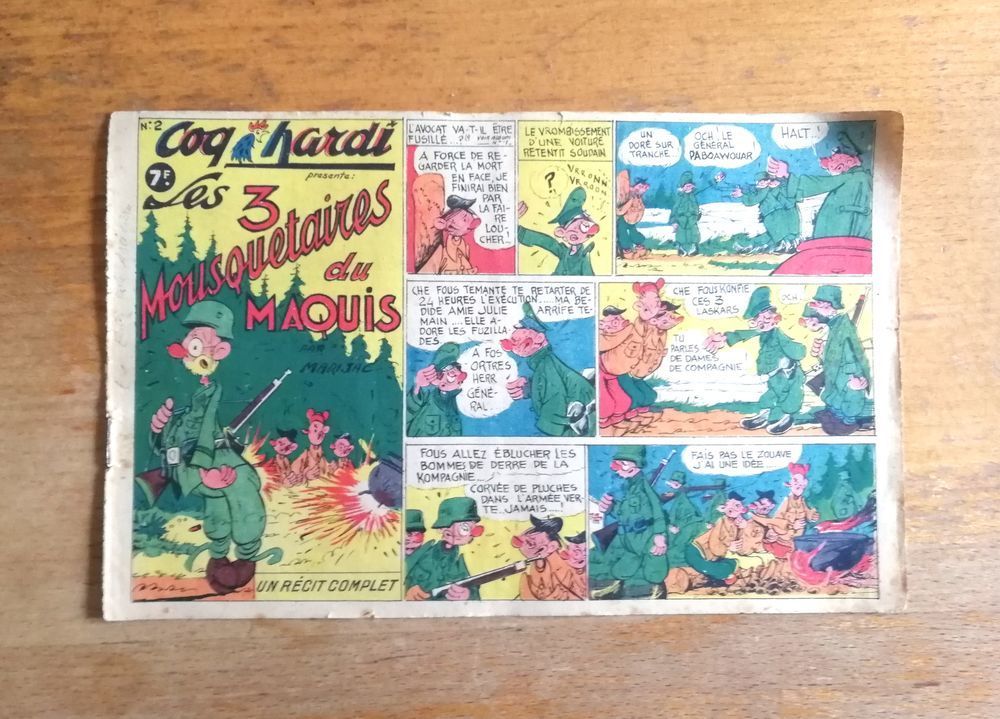 N°2
Coq hardi
7F.
presente:
Les
3
Mousquetaires
du
MAQUIS
PAR
MARIJAC
UN RÉCIT COMPLET
L'AVOCAT VA-T-IL ÊTRE
FUSILLÉ
A FORCE DE RE-
GARDER LA MORT
EN FACE, JE
FINIRAI BIEN
PAR
LA FAI-
RE
LOU-
CHER!
LE VROMBISSEMENT
D'UNE VOITURE
RETENTIT SOUDAIN
?
VRRONN
VRROON
UN
DORÉ SUR
TRANCHE.
OCH! LE
GÉNÉRAL
PABOAWOUAR
HALT..!
CHE FOUS TEMANTE TE RETARTER DE
24 HEURES L'EXÉCUTION..... MA BE-
DIDE AMIE JULIE ARRIFE TE-
MAIN .... ELLE A-
DORE LES FUZILLA-
DES.
A FOS
ORTRES
HERR
GÉNÉ-
RAL.
CHE FOUS KONFIE
CES 3
LASKARS
OCH.
TU
PARLES
DE DAMES
DE COMPAGNIE!
FOUS ALLEZ ÉBLUCHER LES
BOMMES DE DERRE DE LA
KOMPAGNIE...
CORVÉE DE PLUCHES
DANS L'ARMÉE VER-
TE..JAMAIS.....!
FAIS PAS LE ZOUAVE
J'AI UNE IDÉE.....